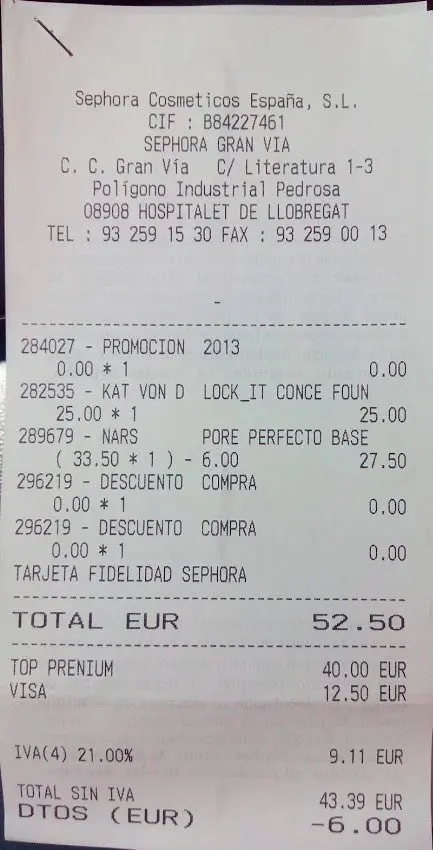 Sephora Cosmeticos España, S.L.
CIF : B84227461
SEPHORA GRAN VIA
C. C. Gran Vía C/ Literatura 1-3
Polígono Industrial Pedrosa
08908 HOSPITALET DE LLOBREGAT
TEL : 93 259 15 30 FAX : 93 259 00 13
-
284027 - PROMOCION 2013
0.00 * 1 0.00
282535 - KAT VON D LOCK_IT CONCE FOUN
25.00 * 1 25.00
289679 - NARS PORE PERFECTO BASE
( 33.50 * 1 ) - 6.00 27.50
296219 - DESCUENTO COMPRA
0.00 * 1 0.00
296219 - DESCUENTO COMPRA
0.00 * 1 0.00
TARJETA FIDELIDAD SEPHORA
TOTAL EUR 52.50
TOP PRENIUM 40.00 EUR
VISA 12.50 EUR
IVA(4) 21.00% 9.11 EUR
TOTAL SIN IVA 43.39 EUR
DTOS (EUR) -6.00